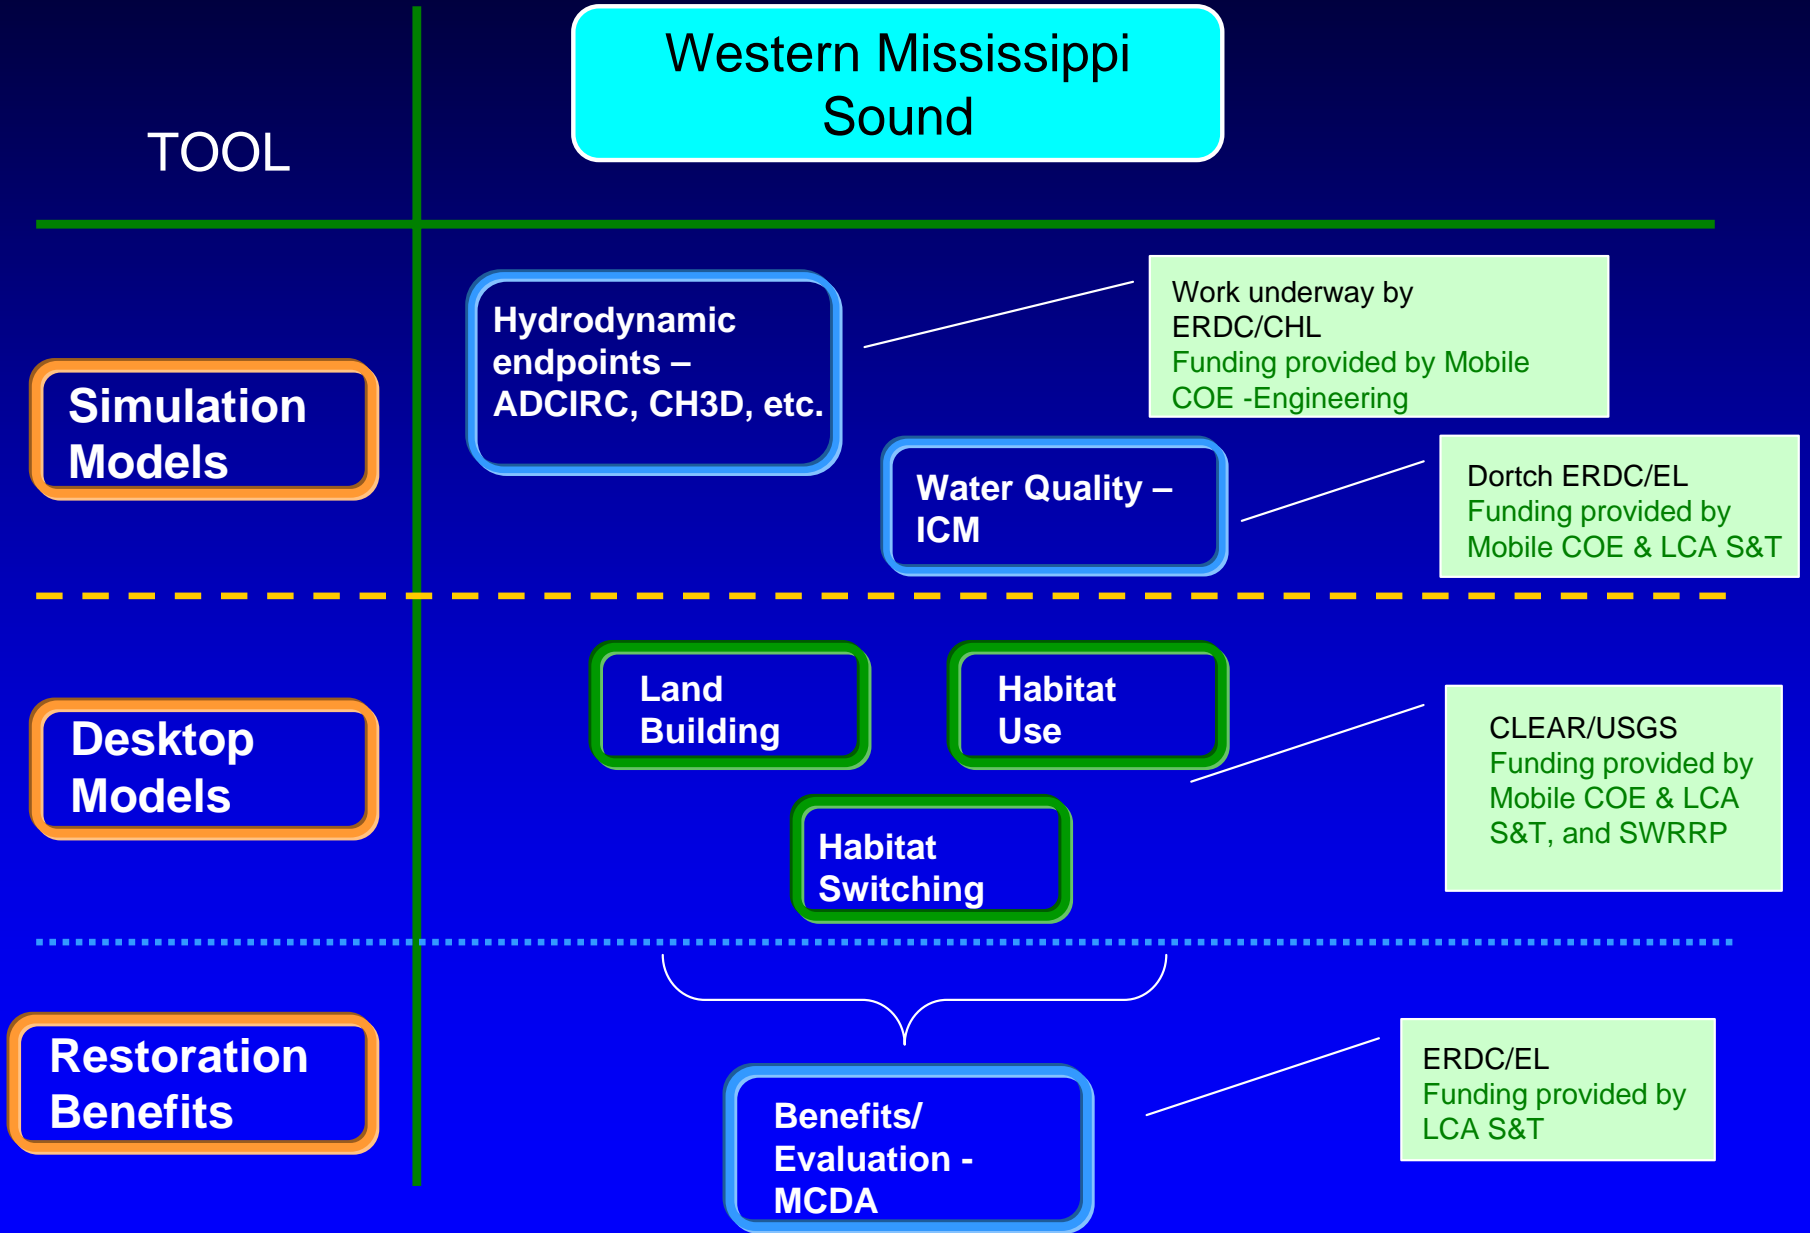 Western Mississippi
Sound
TOOL
Simulation
Models
Hydrodynamic
endpoints –
ADCIRC, CH3D, etc.
Work underway by
ERDC/CHL
Funding provided by Mobile
COE -Engineering
Water Quality –
ICM
Dortch ERDC/EL
Funding provided by
Mobile COE & LCA S&T
Desktop
Models
Land
Building
Habitat
Use
Habitat
Switching
CLEAR/USGS
Funding provided by
Mobile COE & LCA
S&T, and SWRRP
Restoration
Benefits
Benefits/
Evaluation -
MCDA
ERDC/EL
Funding provided by
LCA S&T